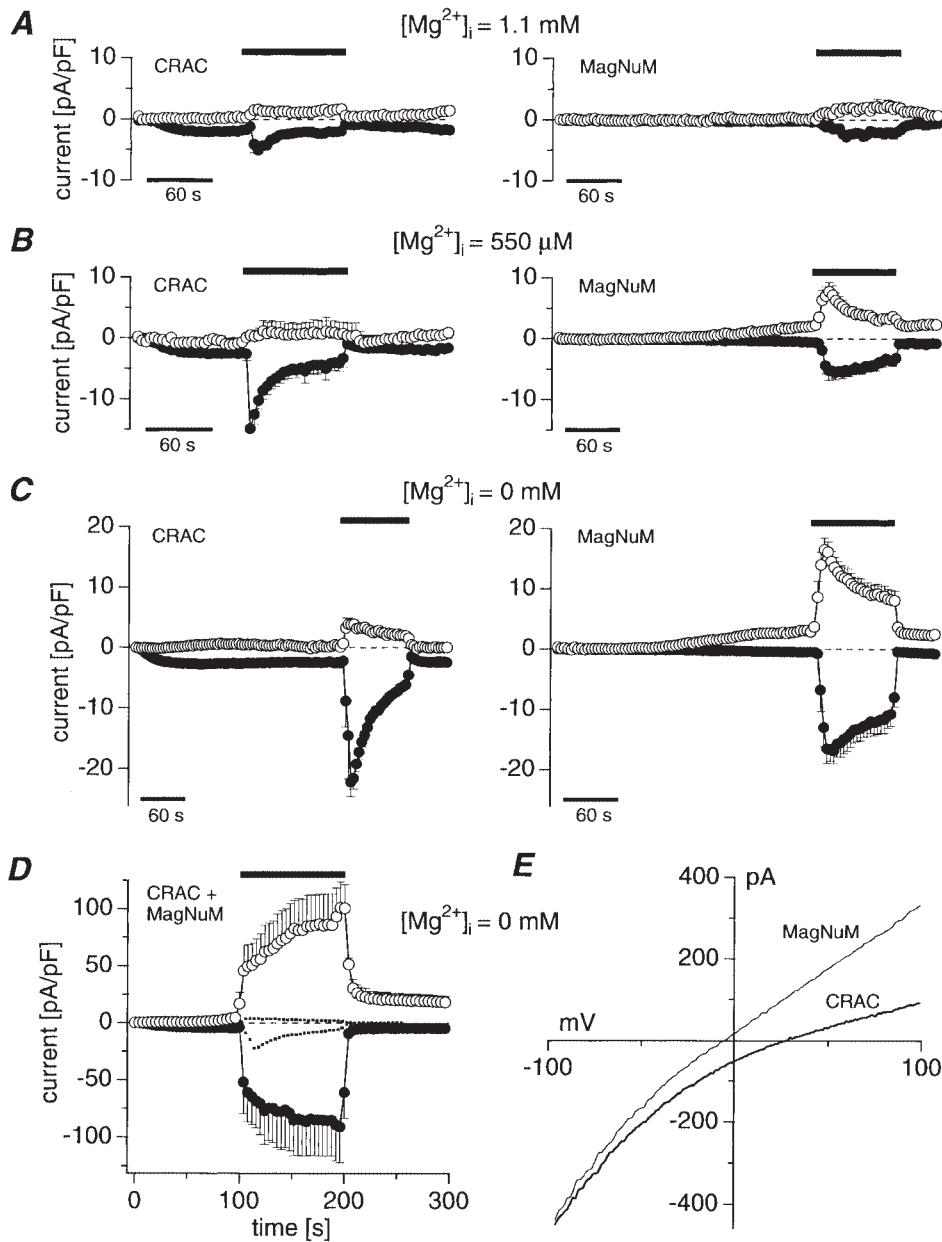 A
[Mg2+]i = 1.1 mM
CRAC
MagNuM
current [pA/pF]
10
0
-10
60 s
10
0
-10
60 s
B
[Mg2+]i = 550 µM
CRAC
MagNuM
current [pA/pF]
10
0
-10
60 s
10
0
-10
60 s
C
[Mg2+]i = 0 mM
CRAC
MagNuM
current [pA/pF]
20
10
0
-10
-20
60 s
20
10
0
-10
-20
60 s
D
CRAC +
MagNuM
[Mg2+]i = 0 mM
current [pA/pF]
100
50
0
-50
-100
0
100
200
300
time [s]
E
400
pA
MagNuM
200
CRAC
mV
-100
100
-200
-400